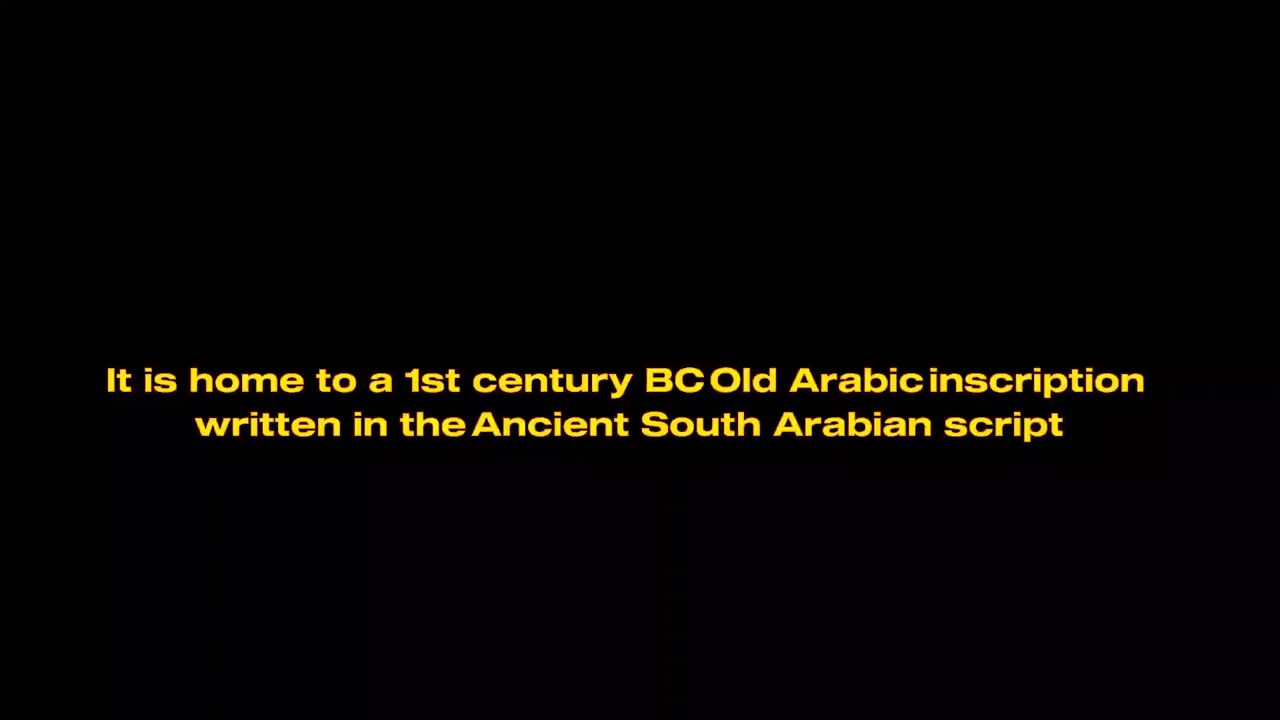 It is home to a 1st century BC Old Arabic inscription
written in the Ancient South Arabian script